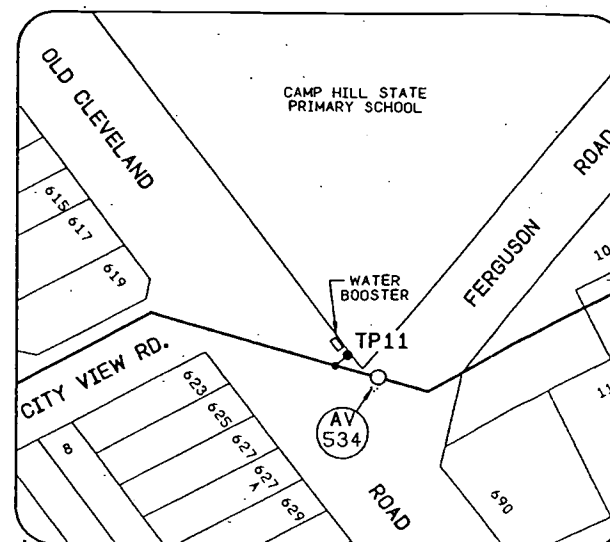 OLD CLEVELAND
CAMP HILL STATE
PRIMARY SCHOOL
ROAD
FERGUSON
615
617
619
WATER
BOOSTER
TP11
CITY VIEW RD.
AV
534
623
625
627
627
A
629
8
ROAD
690